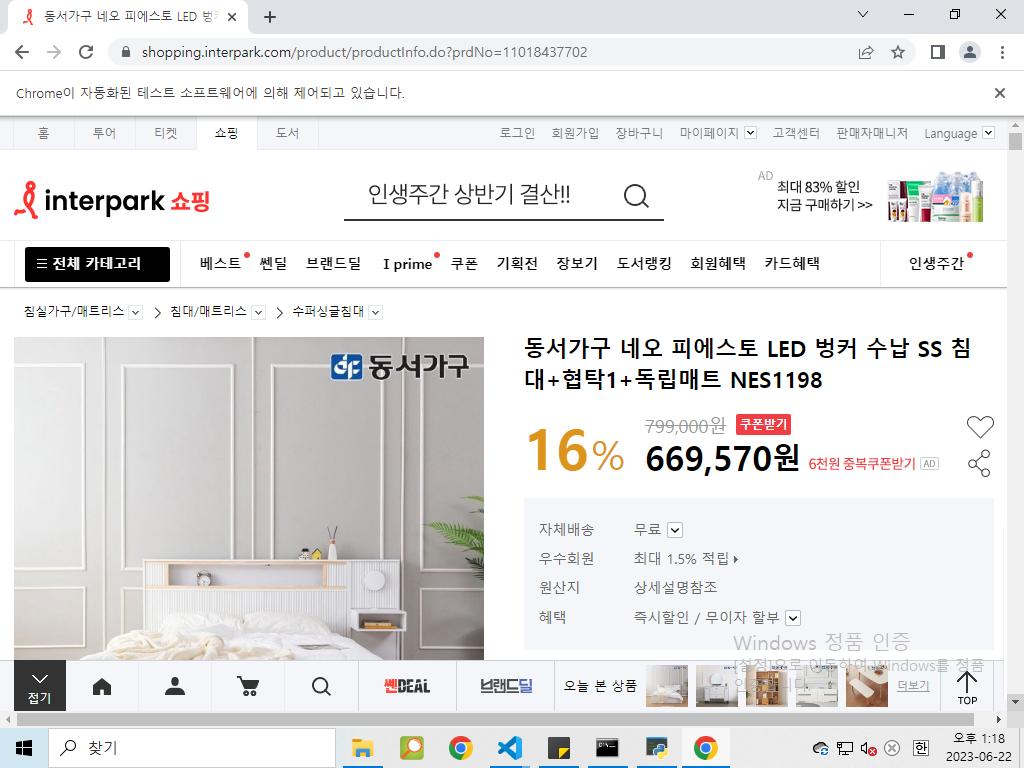 동서가구 네오 피에스토 LED 벙커
shopping.interpark.com/product/productInfo.do?prdNo=11018437702
Chrome이 자동화된 테스트 소프트웨어에 의해 제어되고 있습니다.
홈 투어 티켓 쇼핑 도서 로그인 회원가입 장바구니 마이페이지 고객센터 판매자매니저 Language
interpark 쇼핑
인생주간 상반기 결산!!
AD
최대 83% 할인
지금 구매하기 >>
전체 카테고리 베스트 쎈딜 브랜드딜 I prime 쿠폰 기획전 장보기 도서랭킹 회원혜택 카드혜택 인생주간
침실가구/매트리스 침대/매트리스 수퍼싱글침대
동서가구
동서가구 네오 피에스토 LED 벙커 수납 SS 침
대+협탁1+독립매트 NES1198
16%
799,000원 쿠폰받기
669,570원 6천원 중복쿠폰받기 AD
자체배송 무료
우수회원 최대 1.5% 적립
원산지 상세설명참조
혜택 즉시할인 / 무이자 할부
Windows 정품 인증
[설정]으로 이동하여 Windows를 정품
접기
쎈DEAL 브랜드딜 오늘 본 상품 더보기 TOP
찾기
한
오후 1:18
2023-06-22